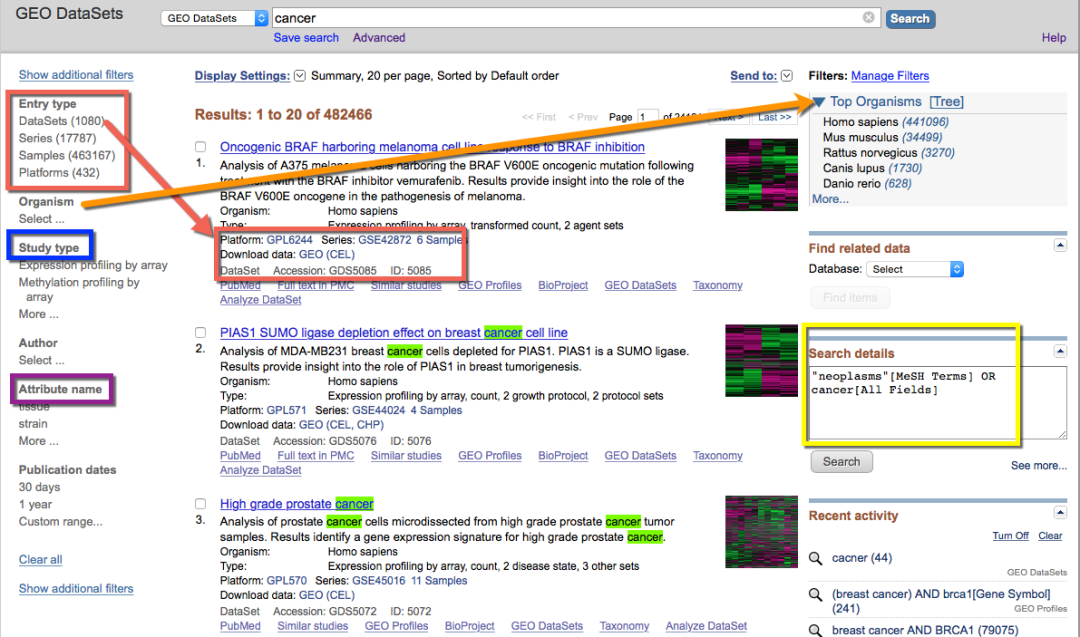 GEO DataSets
GEO DataSets
cancer
Search
Save search
Advanced
Help
Show additional filters
Entry type
DataSets (1080)
Series (17787)
Samples (463167)
Platforms (432)
Organism
Select ...
Study type
Expression profiling by array
Methylation profiling by
array
More ...
Author
Select ...
Attribute name
tissue
strain
More ...
Publication dates
30 days
1 year
Custom range...
Clear all
Show additional filters
Display Settings: Summary, 20 per page, Sorted by Default order
Send to:
Results: 1 to 20 of 482466
<< First < Prev Page 1 of Next > Last >>
Oncogenic BRAF harboring melanoma cell line response to BRAF inhibition
1. Analysis of A375 melanoma cells harboring the BRAF V600E oncogenic mutation following
treatment with the BRAF inhibitor vemurafenib. Results provide insight into the role of the
BRAF V600E oncogene in the pathogenesis of melanoma.
Organism: Homo sapiens
Type: Expression profiling by array, transformed count, 2 agent sets
Platform: GPL6244 Series: GSE42872 6 Samples
Download data: GEO (CEL)
DataSet Accession: GDS5085 ID: 5085
PubMed Full text in PMC Similar studies GEO Profiles BioProject GEO DataSets Taxonomy
Analyze DataSet
PIAS1 SUMO ligase depletion effect on breast cancer cell line
2. Analysis of MDA-MB231 breast cancer cells depleted for PIAS1. PIAS1 is a SUMO ligase.
Results provide insight into the role of PIAS1 in breast tumorigenesis.
Organism: Homo sapiens
Type: Expression profiling by array, count, 2 growth protocol, 2 protocol sets
Platform: GPL571 Series: GSE44024 4 Samples
Download data: GEO (CEL, CHP)
DataSet Accession: GDS5076 ID: 5076
PubMed Full text in PMC Similar studies GEO Profiles BioProject GEO DataSets Taxonomy
Analyze DataSet
High grade prostate cancer
3. Analysis of prostate cancer cells microdissected from high grade prostate cancer tumor
samples. Results identify a gene expression signature for high grade prostate cancer.
Organism: Homo sapiens
Type: Expression profiling by array, count, 2 disease state, 3 other sets
Platform: GPL570 Series: GSE45016 11 Samples
Download data: GEO (CEL)
DataSet Accession: GDS5072 ID: 5072
PubMed Similar studies GEO Profiles BioProject GEO DataSets Taxonomy Analyze DataSet
Filters: Manage Filters
Top Organisms [Tree]
Homo sapiens (441096)
Mus musculus (34499)
Rattus norvegicus (3270)
Canis lupus (1730)
Danio rerio (628)
More...
Find related data
Database: Select
Find items
Search details
"neoplasms"[MeSH Terms] OR
cancer[All Fields]
Search
See more...
Recent activity
Turn Off Clear
cacner (44)
GEO DataSets
(breast cancer) AND brca1[Gene Symbol]
(241)
GEO Profiles
breast cancer AND BRCA1 (79075)